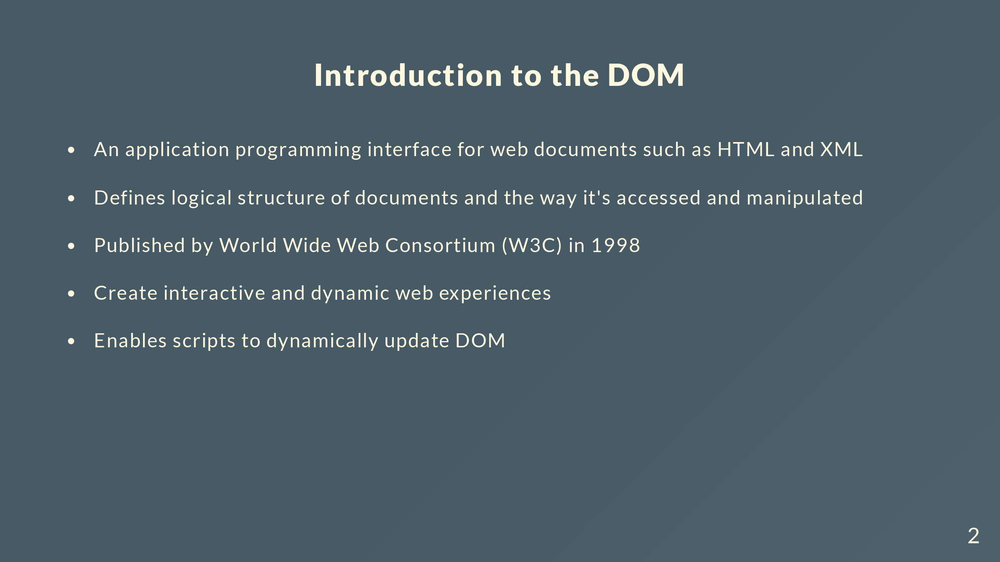 Introduction to the DOM
• An application programming interface for web documents such as HTML and XML
• Defines logical structure of documents and the way it's accessed and manipulated
• Published by World Wide Web Consortium (W3C) in 1998
• Create interactive and dynamic web experiences
• Enables scripts to dynamically update DOM
2